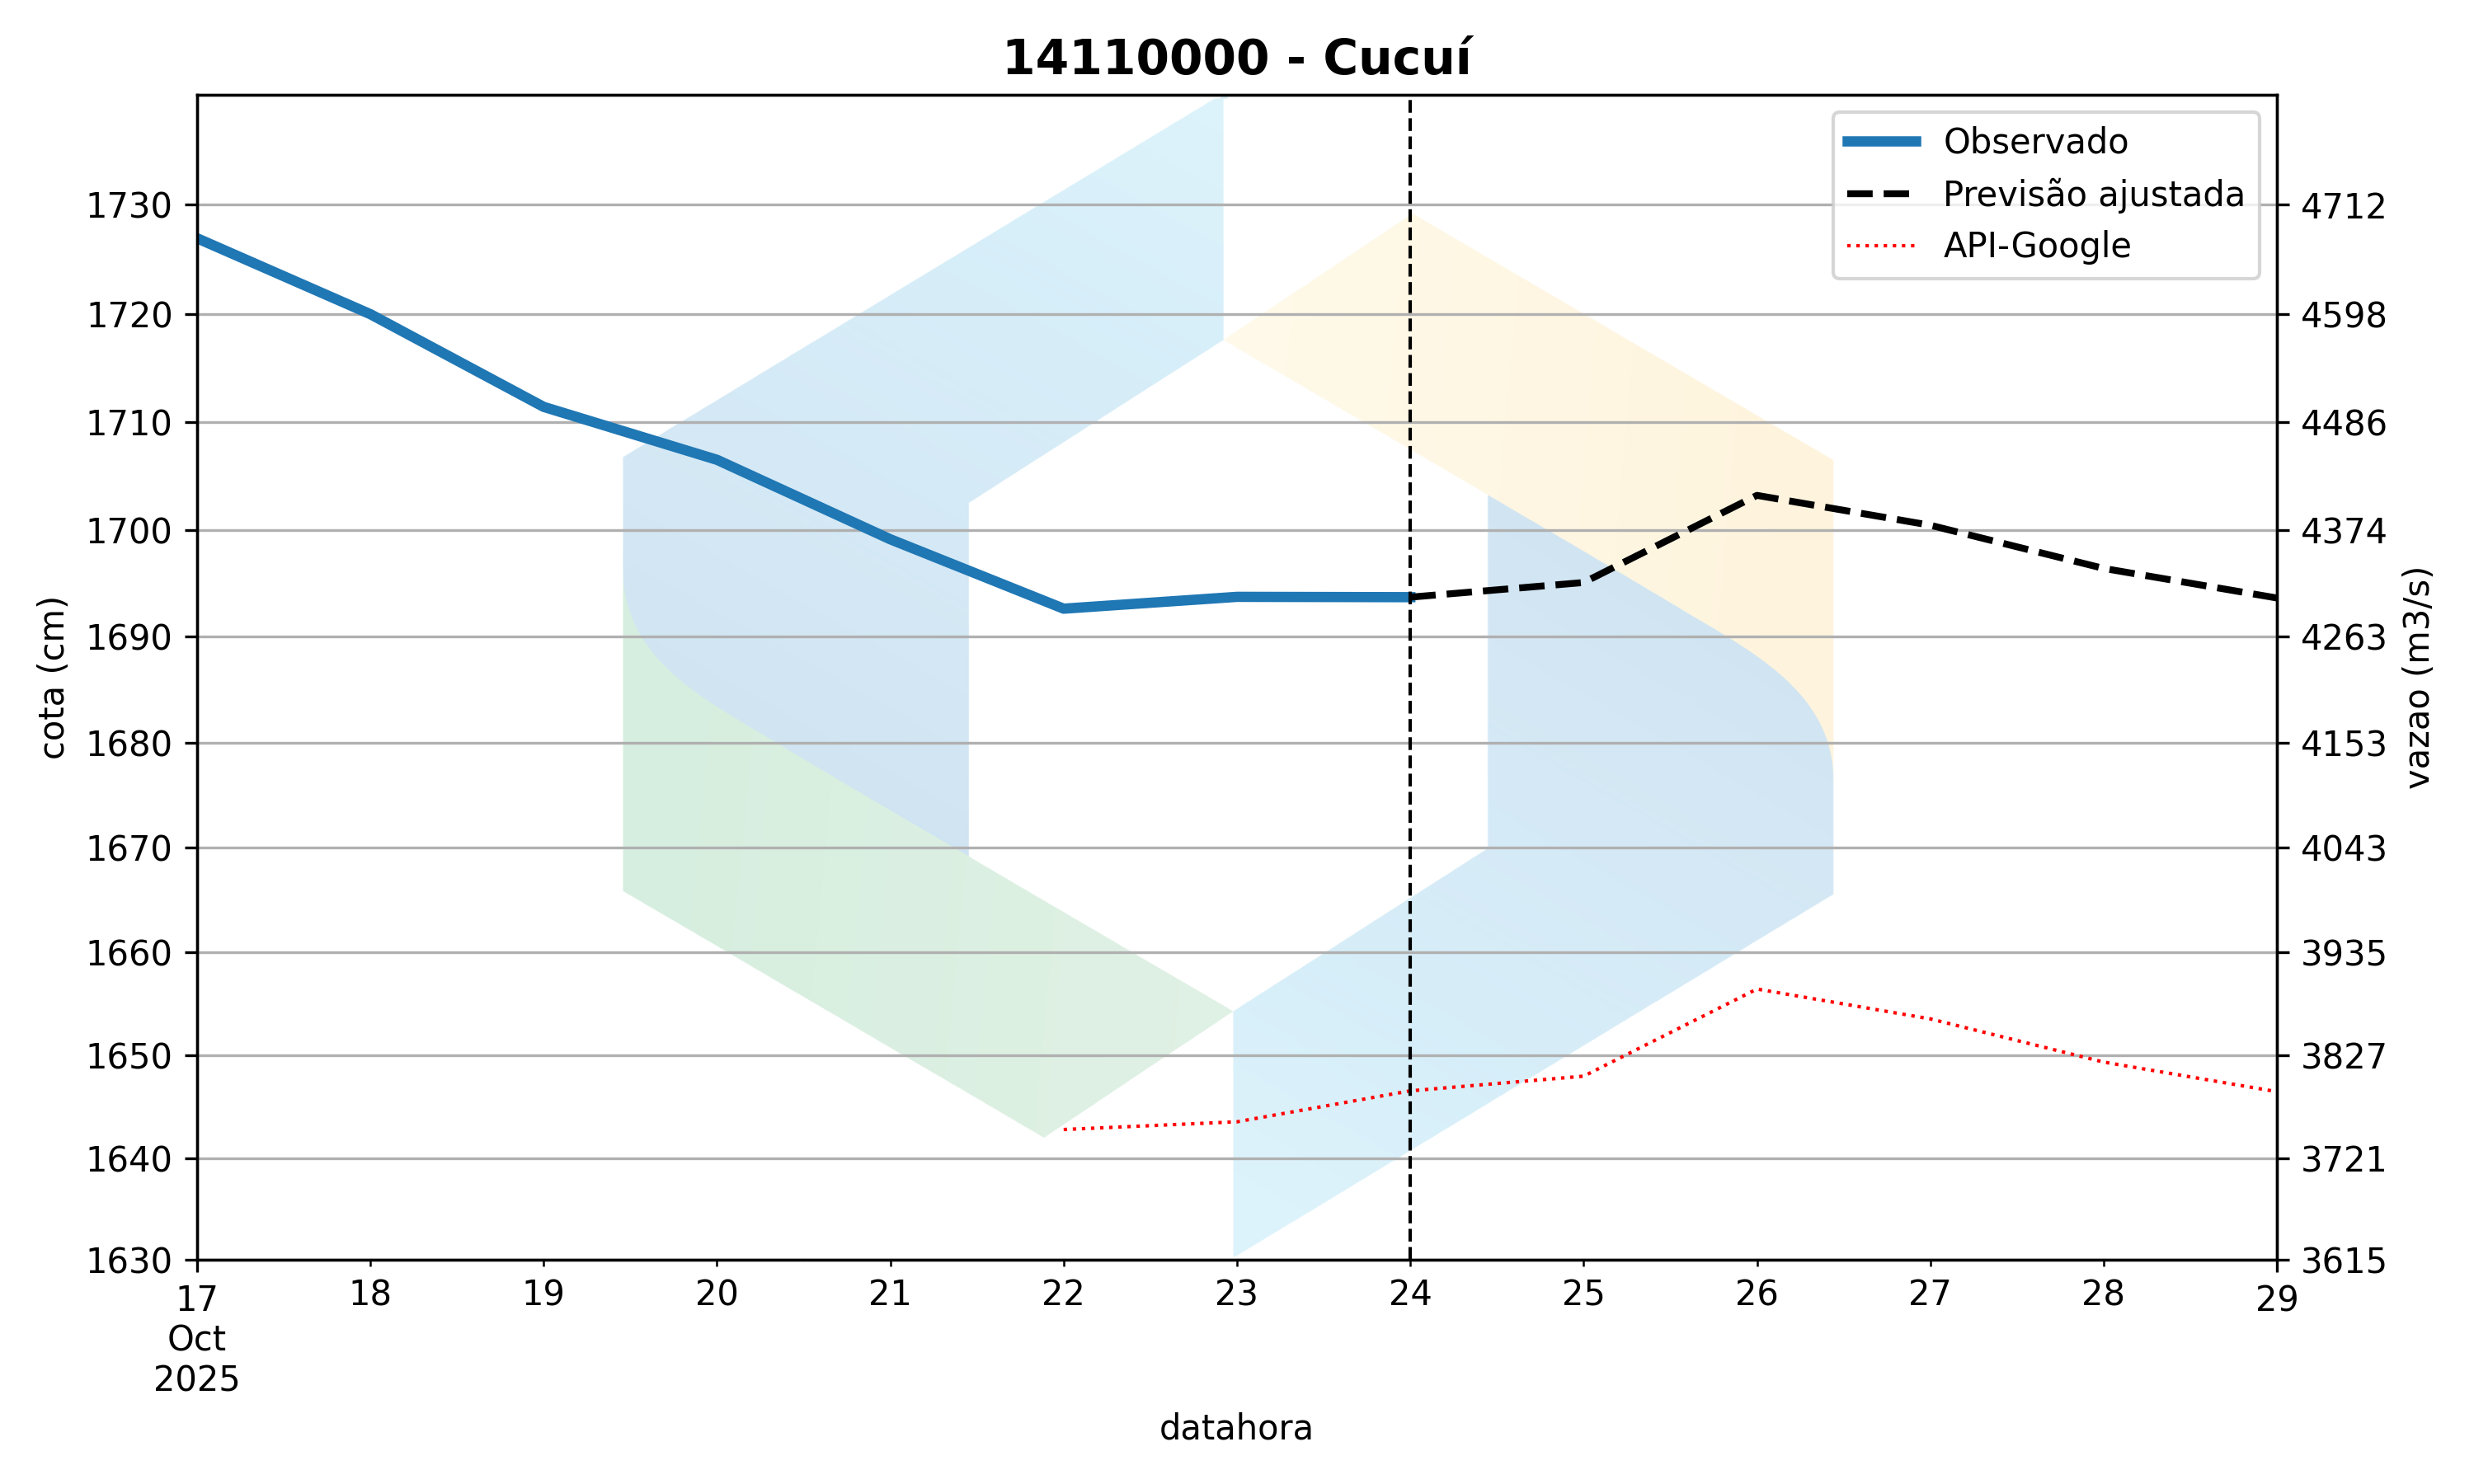 14110000 - Cucuí
Observado
Previsão ajustada
API-Google
cota (cm)
1730
1720
1710
1700
1690
1680
1670
1660
1650
1640
1630
4712
4598
4486
4374
4263
4153
4043
3935
3827
3721
3615
vazao (m3/s)
17 18 19 20 21 22 23 24 25 26 27 28 29
Oct
2025
datahora